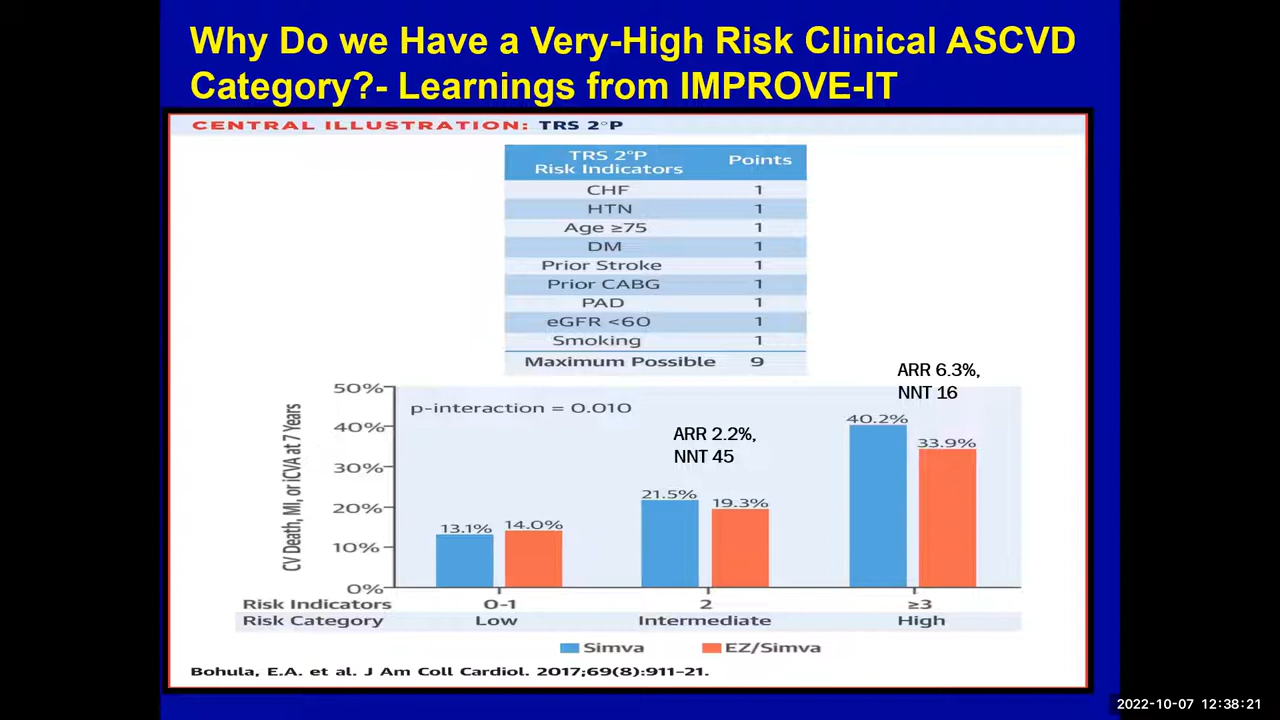 Why Do we Have a Very-High Risk Clinical ASCVD
Category?- Learnings from IMPROVE-IT
CENTRAL ILLUSTRATION: TRS 2°P
TRS 2°P
Risk Indicators
Points
CHF 1
HTN 1
Age ≥75 1
DM 1
Prior Stroke 1
Prior CABG 1
PAD 1
eGFR <60 1
Smoking 1
Maximum Possible 9
ARR 6.3%,
NNT 16
p-interaction = 0.010
ARR 2.2%,
NNT 45
CV Death, MI, or iCVA at 7 Years
50%
40%
30%
20%
10%
0%
13.1% 14.0%
21.5% 19.3%
40.2% 33.9%
Risk Indicators 0-1 2 ≥3
Risk Category Low Intermediate High
Simva EZ/Simva
Bohula, E.A. et al. J Am Coll Cardiol. 2017;69(8):911-21.
2022-10-07 12:38:21